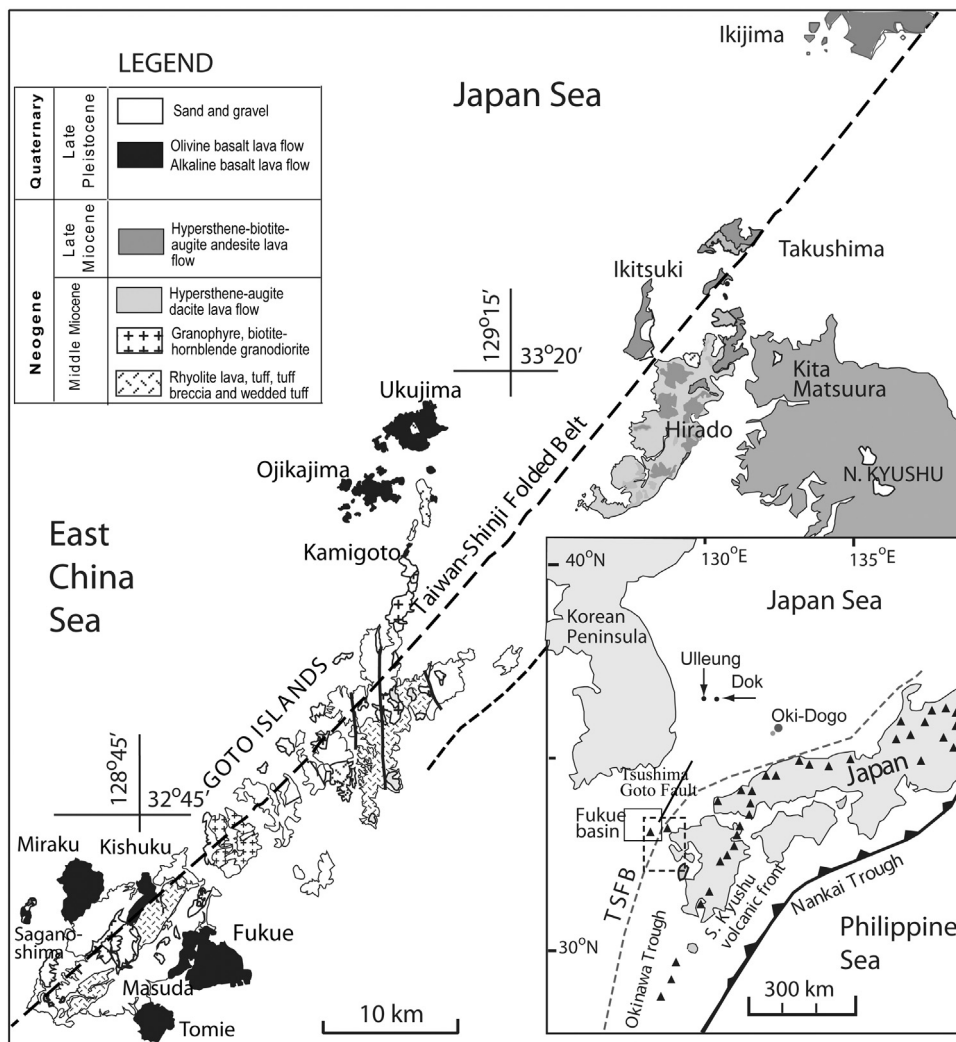 Ikijima
LEGEND
Japan Sea
Quaternary
Late
Pleistocene
Sand and gravel
Olivine basalt lava flow
Alkaline basalt lava flow
Neogene
Late
Miocene
Hypersthene-biotite-
augite andesite lava
flow
Middle Miocene
Hypersthene-augite
dacite lava flow
Granophyre, biotite-
hornblende granodiorite
Rhyolite lava, tuff, tuff
breccia and wedded tuff
Takushima
Ikitsuki
129°15'
33°20'
Kita
Matsuura
Hirado
N. KYUSHU
Ukujima
Ojikajima
Kamigoto
Taiwan-Shinji Folded Belt
East
China
Sea
GOTO ISLANDS
128°45'
32°45'
Miraku
Kishuku
Sagano-
shima
Fukue
Masuda
Tomie
10 km
130°E
135°E
40°N
Japan Sea
Korean
Peninsula
Ulleung
Dok
Oki-Dogo
Japan
Tsushima
Goto Fault
Fukue
basin
TSFB
S. Kyushu
volcanic front
Nankai Trough
Philippine
Sea
30°N
Okinawa Trough
300 km